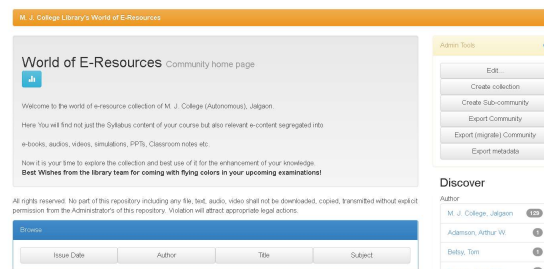 M. J. College Library's World of E-Resources
World of E-Resources Community home page
Welcome to the world of e-resource collection of M. J. College (Autonomous), Jalgaon.
Here You will find not just the Syllabus content of your course but also relevant e-content segregated into
e-books, audios, videos, simulations, PPTs, Classroom notes etc.
Now it is your time to explore the collection and best use of it for the enhancement of your knowledge.
Best Wishes from the library team for coming with flying colors in your upcoming examinations!
All rights reserved. No part of this repository including any file, text, audio, video shall not be downloaded, copied, transmitted without explicit
permission from the Administrator's of this repository. Violation will attract appropriate legal actions.
Browse
Issue Date
Author
Title
Subject
Admin Tools
Edit...
Create collection
Create Sub-community
Export Community
Export (migrate) Community
Export metadata
Discover
Author
M. J. College, Jalgaon 128
Adamson, Arthur W. 1
Betsy, Tom 1